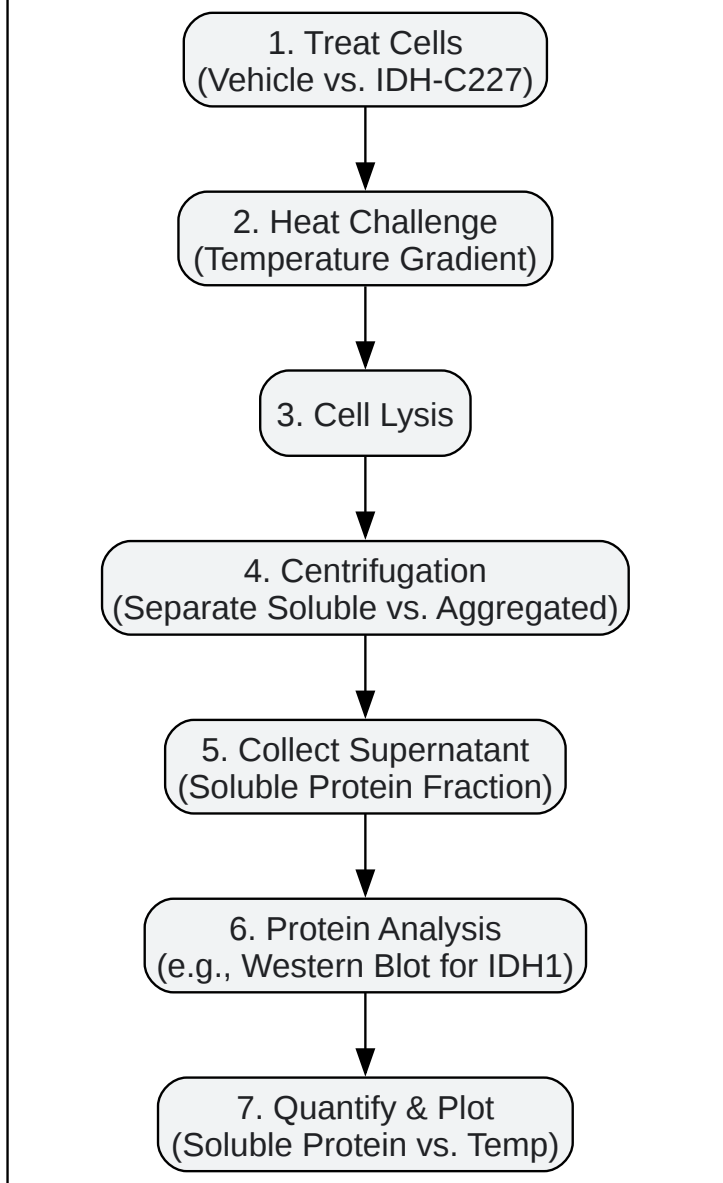 1. Treat Cells
(Vehicle vs. IDH-C227)
2. Heat Challenge
(Temperature Gradient)
3. Cell Lysis
4. Centrifugation
(Separate Soluble vs. Aggregated)
5. Collect Supernatant
(Soluble Protein Fraction)
6. Protein Analysis
(e.g., Western Blot for IDH1)
7. Quantify & Plot
(Soluble Protein vs. Temp)